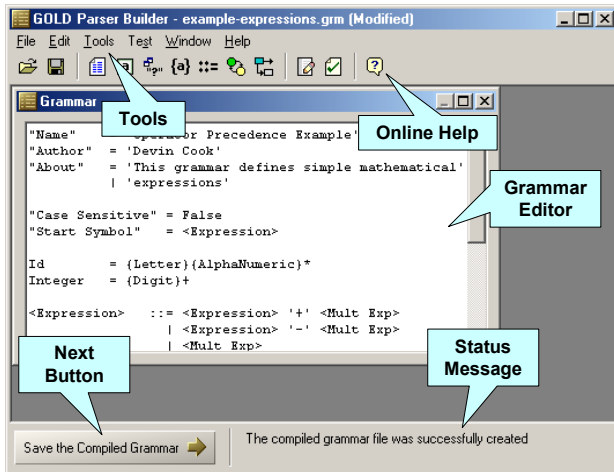 GOLD Parser Builder - example-expressions.grm (Modified)
File Edit Tools Test Window Help
Grammar
Tools
Online Help
"Name" Precedence Example'
"Author" = 'Devin Cook'
"About" = 'This grammar defines simple mathematical'
| 'expressions'
Grammar
Editor
"Case Sensitive" = False
"Start Symbol" = <Expression>
Id = {Letter}{AlphaNumeric}*
Integer = {Digit}+
<Expression> ::= <Expression> '+' <Mult Exp>
| <Expression> '-' <Mult Exp>
| <Mult Exp>
Next
Button
Status
Message
Save the Compiled Grammar
The compiled grammar file was successfully created